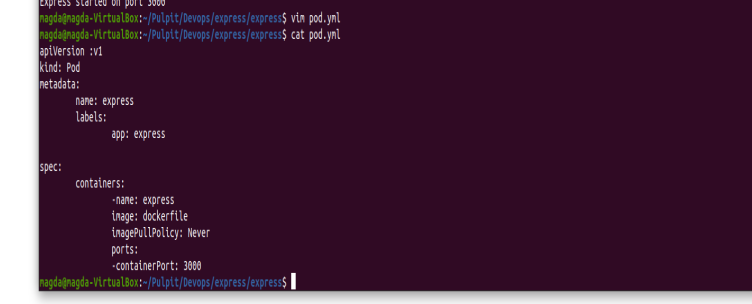 Express started on port 3000
magda@magda-VirtualBox:~/Pulpit/Devops/express/express$ vim pod.yml
magda@magda-VirtualBox:~/Pulpit/Devops/express/express$ cat pod.yml
apiVersion :v1
kind: Pod
metadata:
        name: express
        labels:
                app: express

spec:
        containers:
                -name: express
                image: dockerfile
                imagePullPolicy: Never
                ports:
                -containerPort: 3000
magda@magda-VirtualBox:~/Pulpit/Devops/express/express$